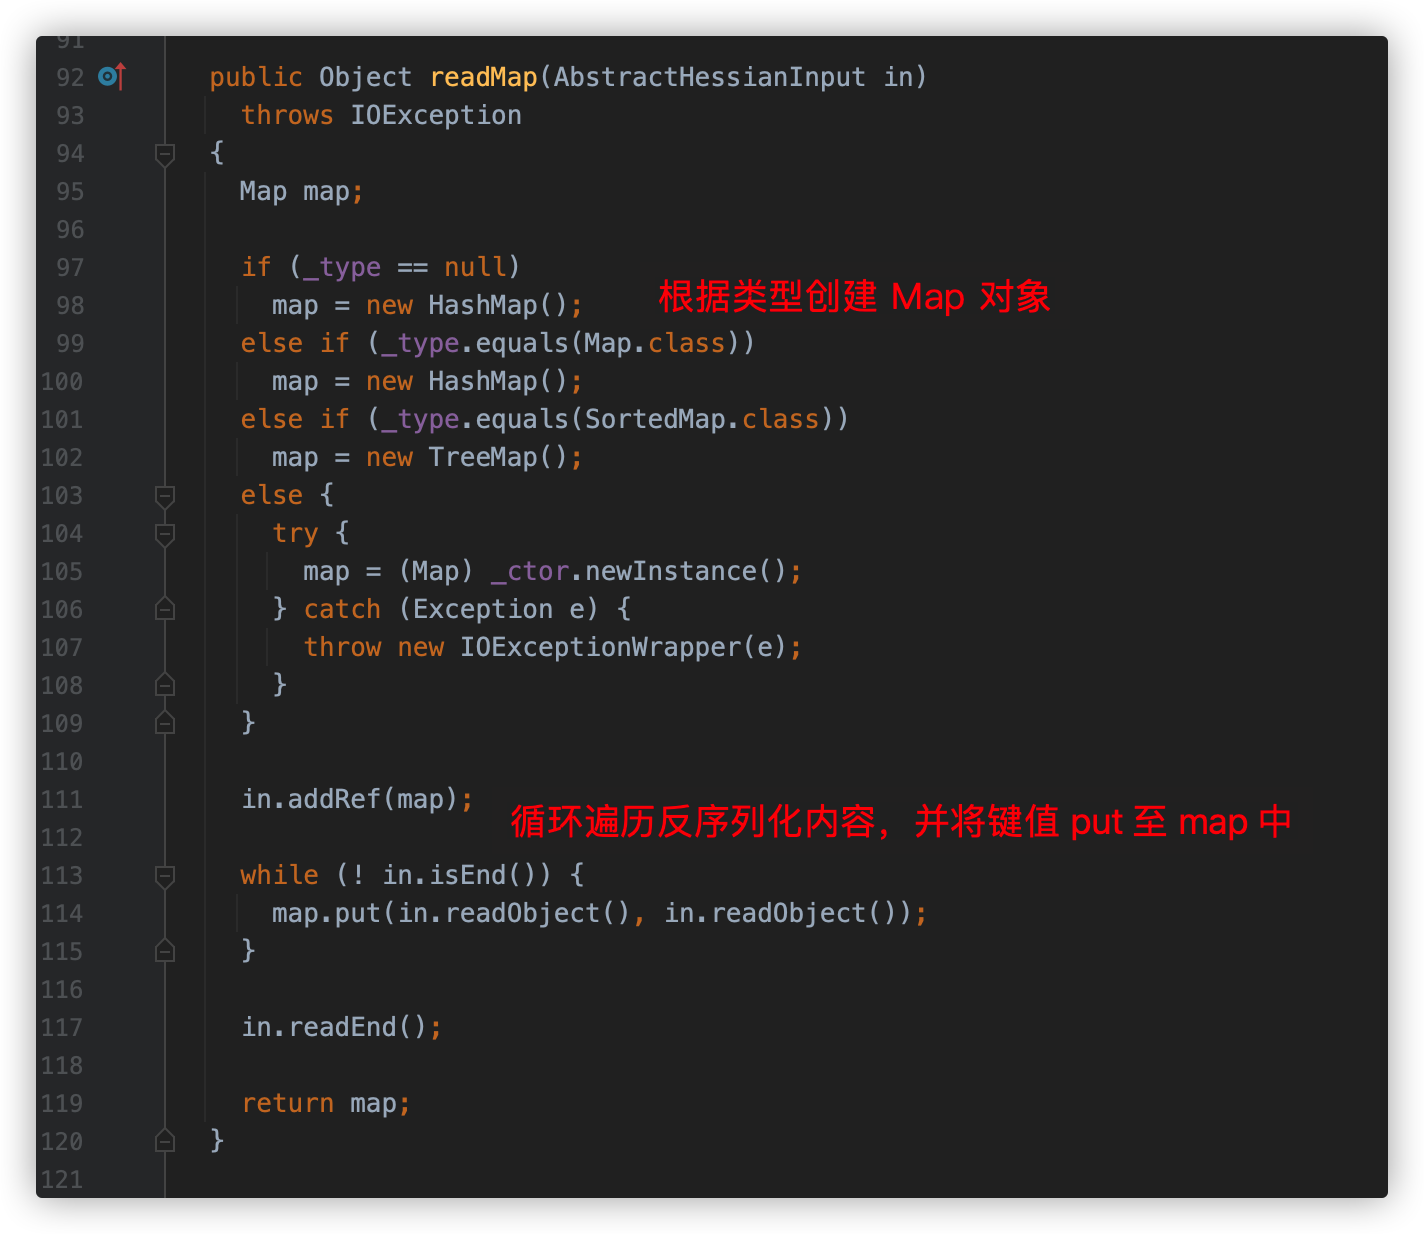 91
92 public Object readMap(AbstractHessianInput in)
93 throws IOException
94 {
95 Map map;
96
97 if (_type == null)
98 map = new HashMap(); 根据类型创建 Map 对象
99 else if (_type.equals(Map.class))
100 map = new HashMap();
101 else if (_type.equals(SortedMap.class))
102 map = new TreeMap();
103 else {
104 try {
105 map = (Map) _ctor.newInstance();
106 } catch (Exception e) {
107 throw new IOExceptionWrapper(e);
108 }
109 }
110
111 in.addRef(map);
循环遍历反序列化内容，并将键值 put 至 map 中
112
113 while (! in.isEnd()) {
114 map.put(in.readObject(), in.readObject());
115 }
116
117 in.readEnd();
118
119 return map;
120 }
121